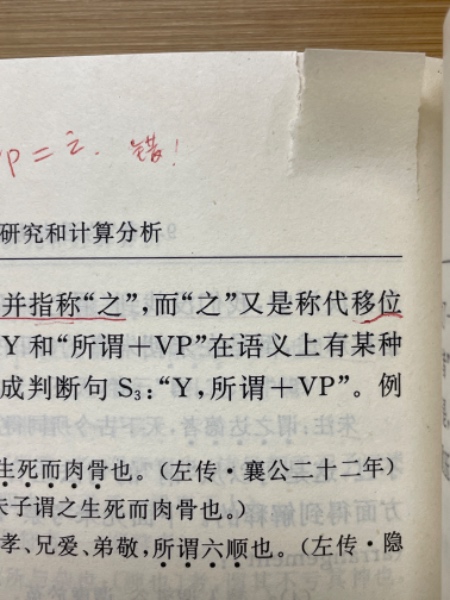 P = 之. 错!
研究和计算分析
并指称“之”,而“之”又是称代移位
Y 和“所谓+VP”在语义上有某种
成判断句 S₃:“Y,所谓+VP”。例
生死而肉骨也。(左传·襄公二十二年)
夫子谓之生死而肉骨也。)
孝、兄爱、弟敬,所谓六顺也。(左传·隐